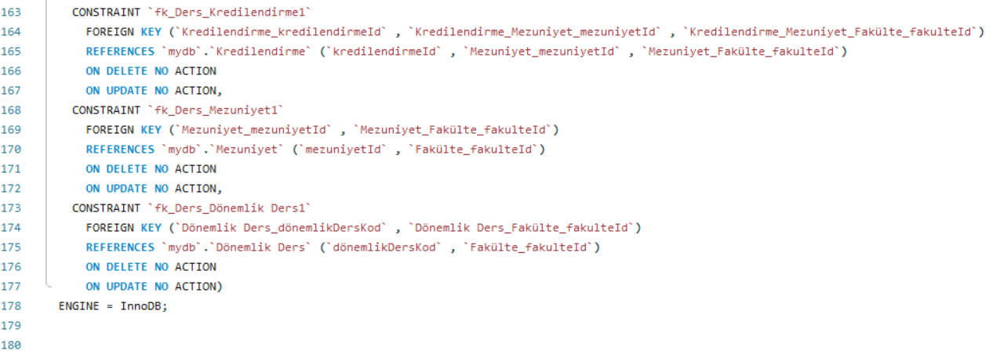 163 CONSTRAINT `fk_Ders_Kredilendirme1`
164 FOREIGN KEY (`Kredilendirme_kredilendirmeId` , `Kredilendirme_Mezuniyet_mezuniyetId` , `Kredilendirme_Mezuniyet_Fakülte_fakulteId`)
165 REFERENCES `mydb`.`Kredilendirme` (`kredilendirmeId` , `Mezuniyet_mezuniyetId` , `Mezuniyet_Fakülte_fakulteId`)
166 ON DELETE NO ACTION
167 ON UPDATE NO ACTION,
168 CONSTRAINT `fk_Ders_Mezuniyet1`
169 FOREIGN KEY (`Mezuniyet_mezuniyetId` , `Mezuniyet_Fakülte_fakulteId`)
170 REFERENCES `mydb`.`Mezuniyet` (`mezuniyetId` , `Fakülte_fakulteId`)
171 ON DELETE NO ACTION
172 ON UPDATE NO ACTION,
173 CONSTRAINT `fk_Ders_Dönemlik Ders1`
174 FOREIGN KEY (`Dönemlik Ders_dönemlikDersKod` , `Dönemlik Ders_Fakülte_fakulteId`)
175 REFERENCES `mydb`.`Dönemlik Ders` (`dönemlikDersKod` , `Fakülte_fakulteId`)
176 ON DELETE NO ACTION
177 ON UPDATE NO ACTION)
178 ENGINE = InnoDB;
179
180